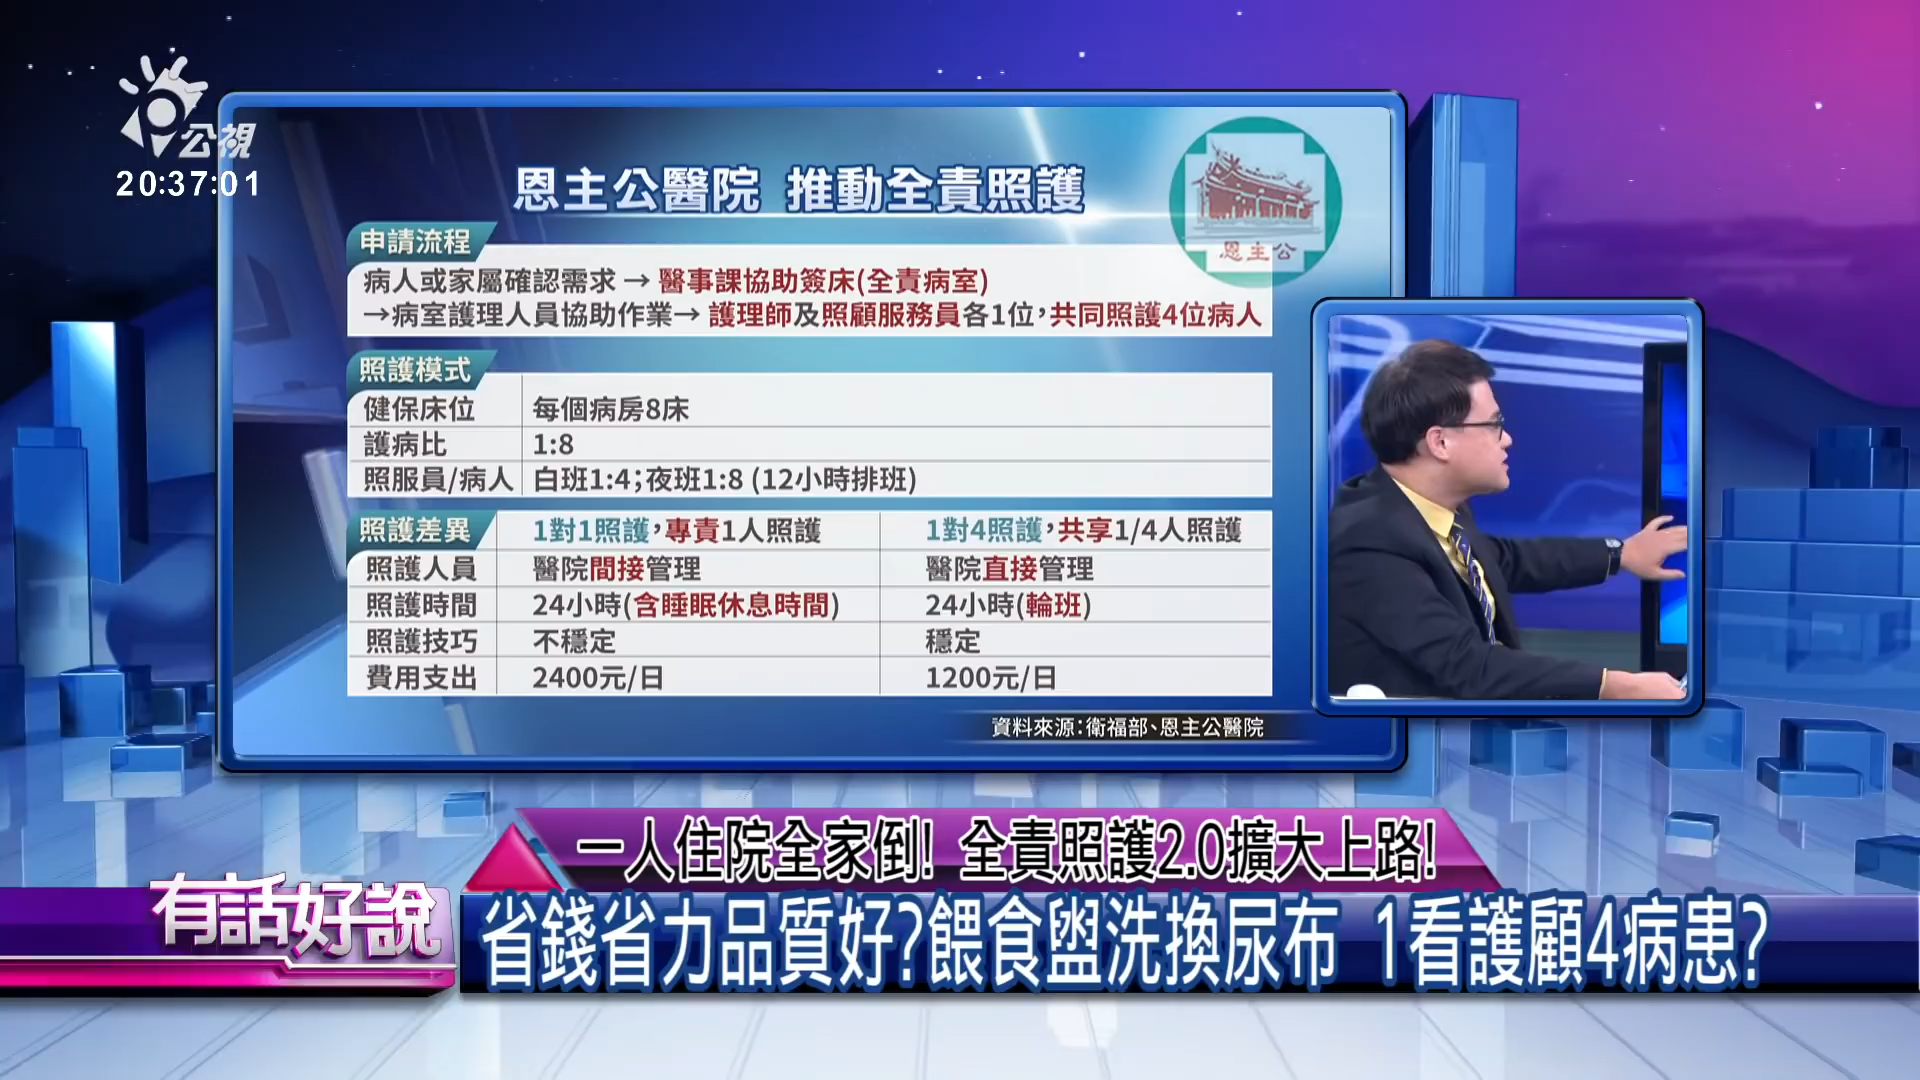 公視
20:37:01
恩主公醫院 推動全責照護
恩主公
申請流程
病人或家屬確認需求→醫事課協助簽床(全責病室)
→病室護理人員協助作業→護理師及照顧服務員各1位,共同照護4位病人
照護模式
健保床位 每個病房8床
護病比 1:8
照服員/病人 白班1:4;夜班1:8 (12小時排班)
照護差異 1對1照護,專責1人照護 1對4照護,共享1/4人照護
照護人員 醫院間接管理 醫院直接管理
照護時間 24小時(含睡眠休息時間) 24小時(輪班)
照護技巧 不穩定 穩定
費用支出 2400元/日 1200元/日
資料來源:衛福部、恩主公醫院
一人住院全家倒! 全責照護2.0擴大上路!
有話好說
省錢省力品質好?餵食盥洗換尿布 1看護顧4病患?